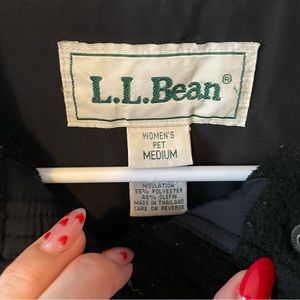 L.L.Bean®
WOMEN'S
PET
MEDIUM
INSULATION
55% POLYESTER
45% OLEFIN
MADE IN THAILAND
CARE ON REVERSE